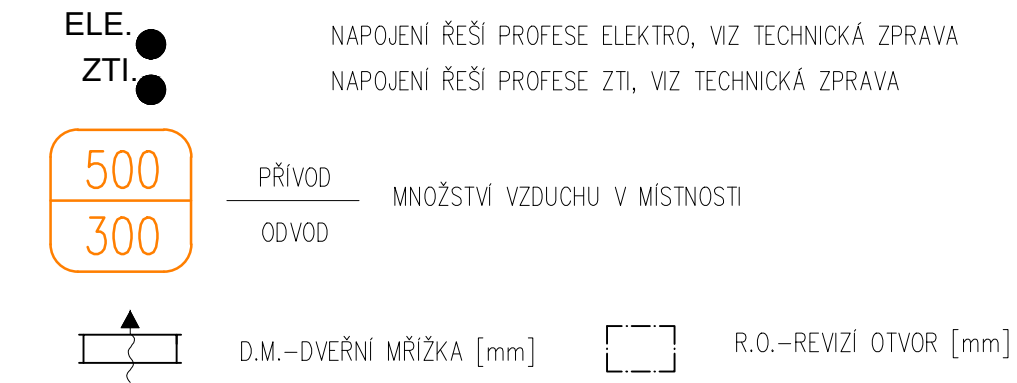 ELE. NAPOJENÍ ŘEŠÍ PROFESE ELEKTRO, VIZ TECHNICKÁ ZPRAVA
ZTI. NAPOJENÍ ŘEŠÍ PROFESE ZTI, VIZ TECHNICKÁ ZPRAVA
500 PŘÍVOD
MNOŽSTVÍ VZDUCHU V MÍSTNOSTI
300 ODVOD
D.M.-DVEŘNÍ MŘÍŽKA [mm] R.O.-REVIZÍ OTVOR [mm]